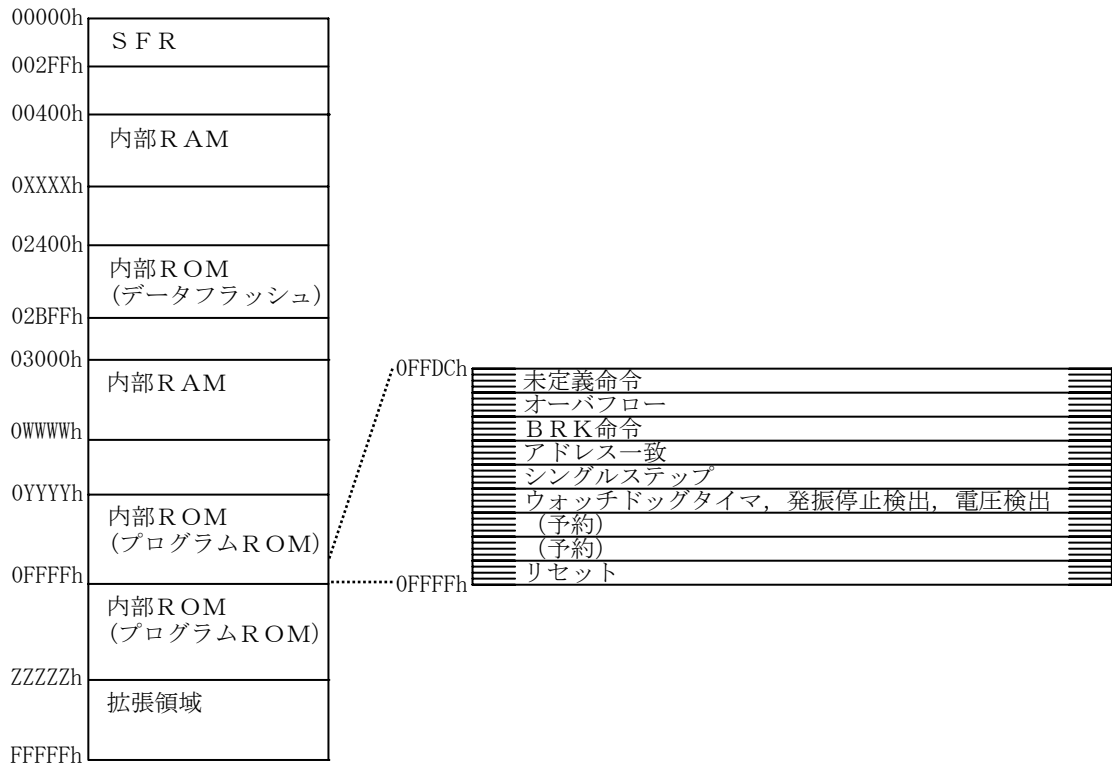 00000h
ＳＦＲ
002FFh
00400h
内部ＲＡＭ
0XXXXh
02400h
内部ＲＯＭ
(データフラッシュ)
02BFFh
03000h
内部ＲＡＭ
0WWWWh
0YYYYh
内部ＲＯＭ
(プログラムＲＯＭ)
0FFFFh
内部ＲＯＭ
(プログラムＲＯＭ)
ZZZZZh
拡張領域
FFFFFh
0FFDCh
未定義命令
オーバフロー
ＢＲＫ命令
アドレス一致
シングルステップ
ウォッチドッグタイマ，発振停止検出，電圧検出
(予約)
(予約)
リセット
0FFFFh